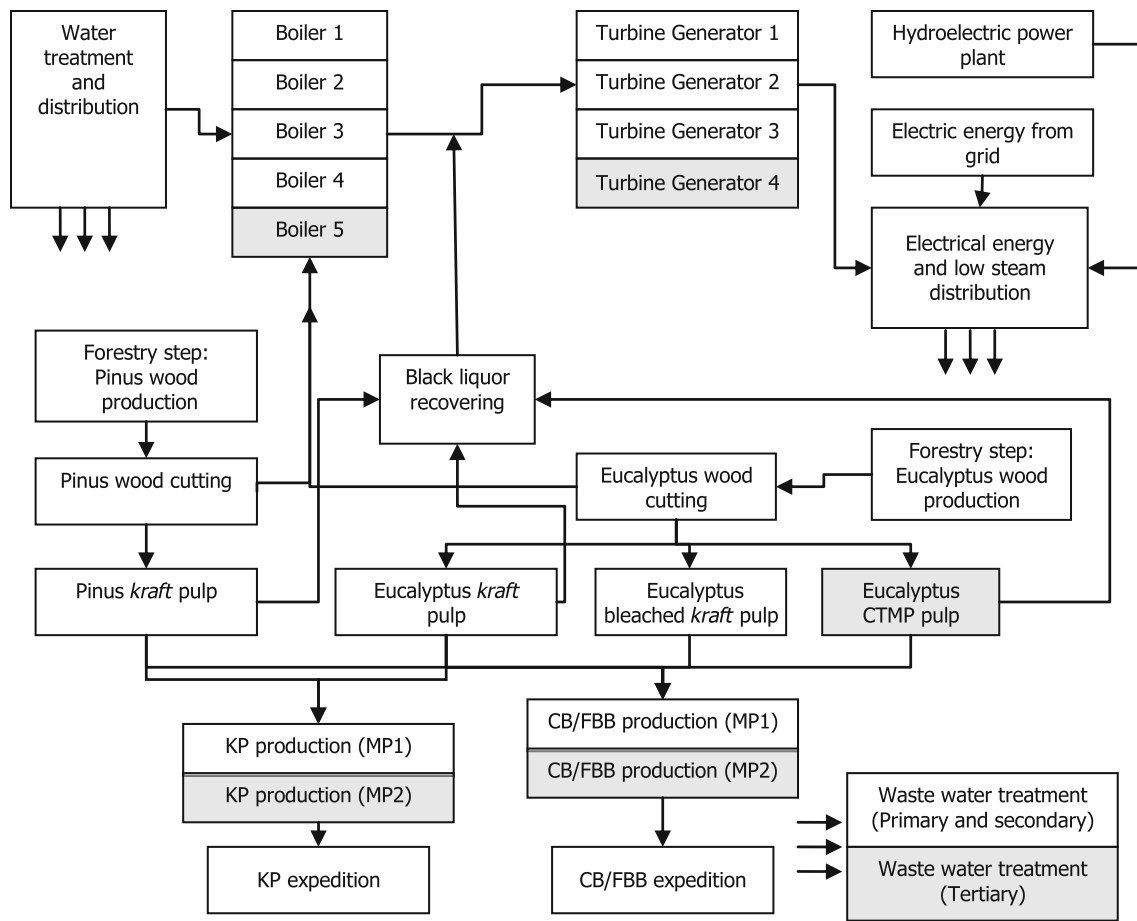 Water
treatment
and
distribution
Boiler 1
Boiler 2
Boiler 3
Boiler 4
Boiler 5
Turbine Generator 1
Turbine Generator 2
Turbine Generator 3
Turbine Generator 4
Hydroelectric power
plant
Electric energy from
grid
Electrical energy
and low steam
distribution
Forestry step:
Pinus wood
production
Black liquor
recovering
Pinus wood cutting
Eucalyptus wood
cutting
Forestry step:
Eucalyptus wood
production
Pinus kraft pulp
Eucalyptus kraft
pulp
Eucalyptus
bleached kraft pulp
Eucalyptus
CTMP pulp
KP production (MP1)
KP production (MP2)
CB/FBB production (MP1)
CB/FBB production (MP2)
KP expedition
CB/FBB expedition
Waste water treatment
(Primary and secondary)
Waste water treatment
(Tertiary)